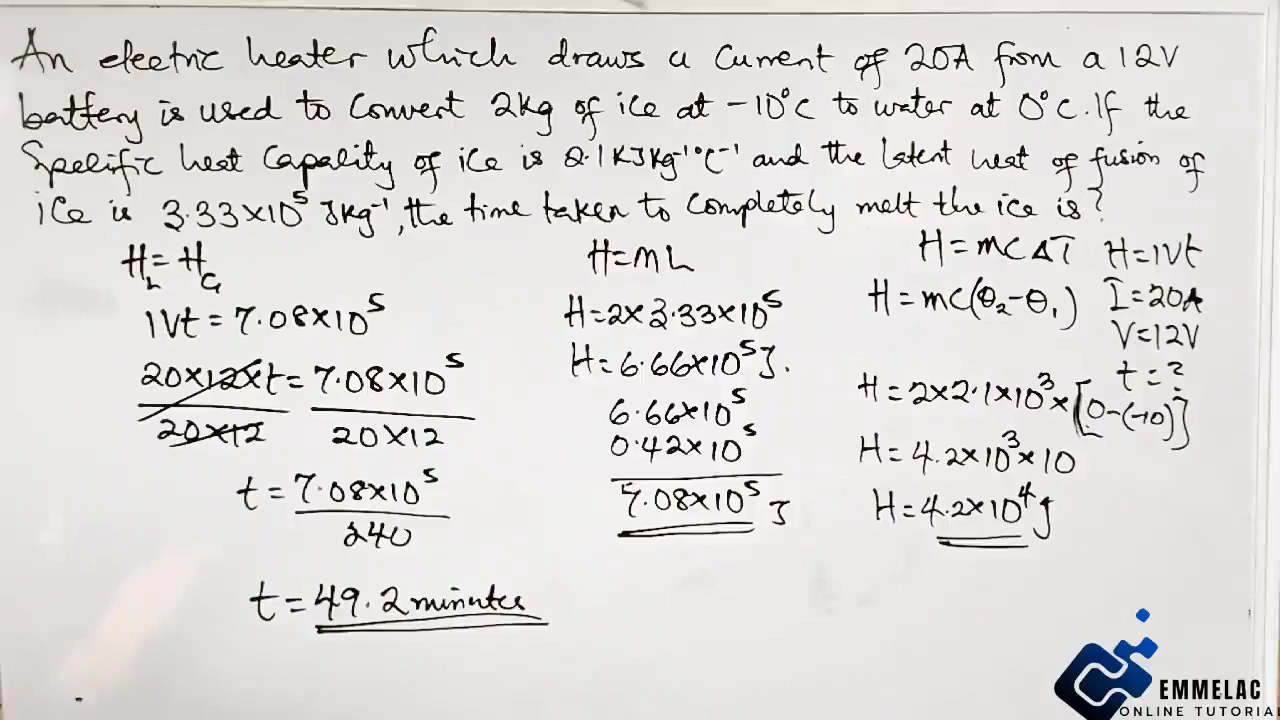 An electric heater which draws a current of 20A from a 12V
battery is used to convert 2kg of ice at -10°C to water at 0°C. If the
Specific heat capacity of ice is 2.1KJKg⁻¹°C⁻¹ and the latent heat of fusion of
ice is 3.33×10⁵ Jkg⁻¹, the time taken to completely melt the ice is?
H_L = H_G
IVt = 7.08×10⁵
20×12×t = 7.08×10⁵
20×12 20×12
t = 7.08×10⁵
240
t = 49.2 minutes
H = mL
H = 2×3.33×10⁵
H = 6.66×10⁵J.
6.66×10⁵
0.42×10⁵
7.08×10⁵ J
H = mCΔT
H = mc(θ₂-θ₁)
H = 2×2.1×10³×[0-(-10)]
H = 4.2×10³×10
H = 4.2×10⁴J
H = IVt
I = 20A
V = 12V
t = ?
EMMELAC
ONLINE TUTORIA